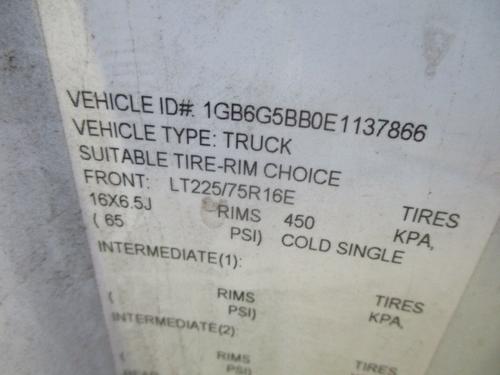 VEHICLE ID#: 1GB6G5BB0E1137866
VEHICLE TYPE: TRUCK
SUITABLE TIRE-RIM CHOICE
FRONT: LT225/75R16E TIRES
16X6.5J RIMS 450 KPA,
( 65 PSI) COLD SINGLE
INTERMEDIATE(1):
TIRES
RIMS KPA,
( PSI)
INTERMEDIATE(2)
TIRES
( RIMS